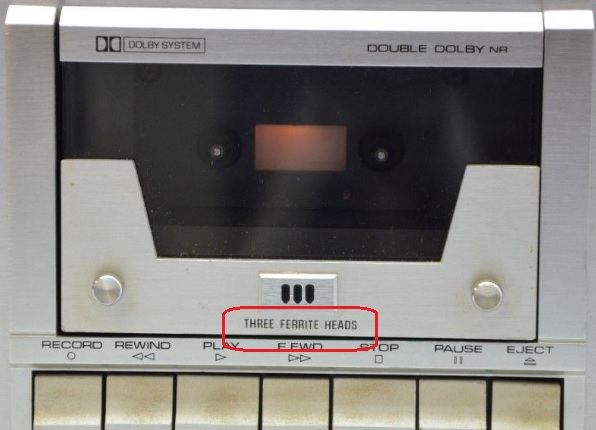 DOLBY SYSTEM
DOUBLE DOLBY NR
THREE FERRITE HEADS
RECORD REWIND PLAY F.FWD STOP PAUSE EJECT